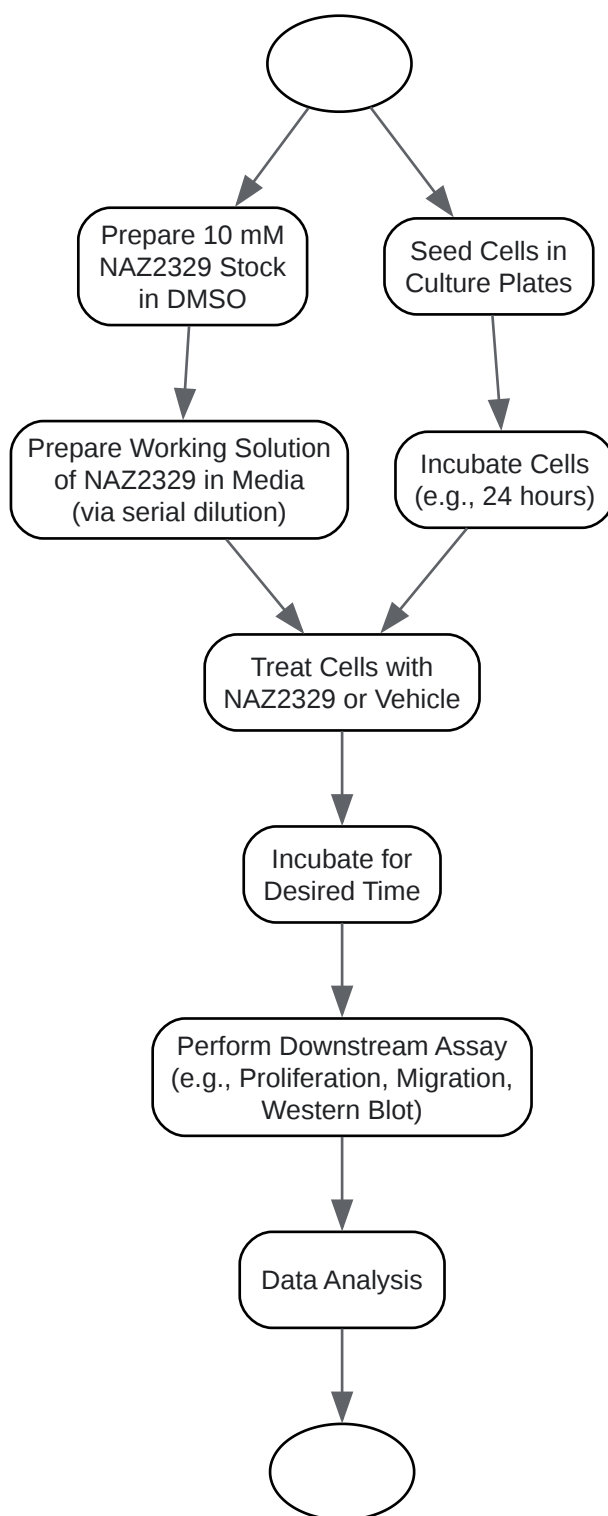 Prepare 10 mM
NAZ2329 Stock
in DMSO
Seed Cells in
Culture Plates
Prepare Working Solution
of NAZ2329 in Media
(via serial dilution)
Incubate Cells
(e.g., 24 hours)
Treat Cells with
NAZ2329 or Vehicle
Incubate for
Desired Time
Perform Downstream Assay
(e.g., Proliferation, Migration,
Western Blot)
Data Analysis